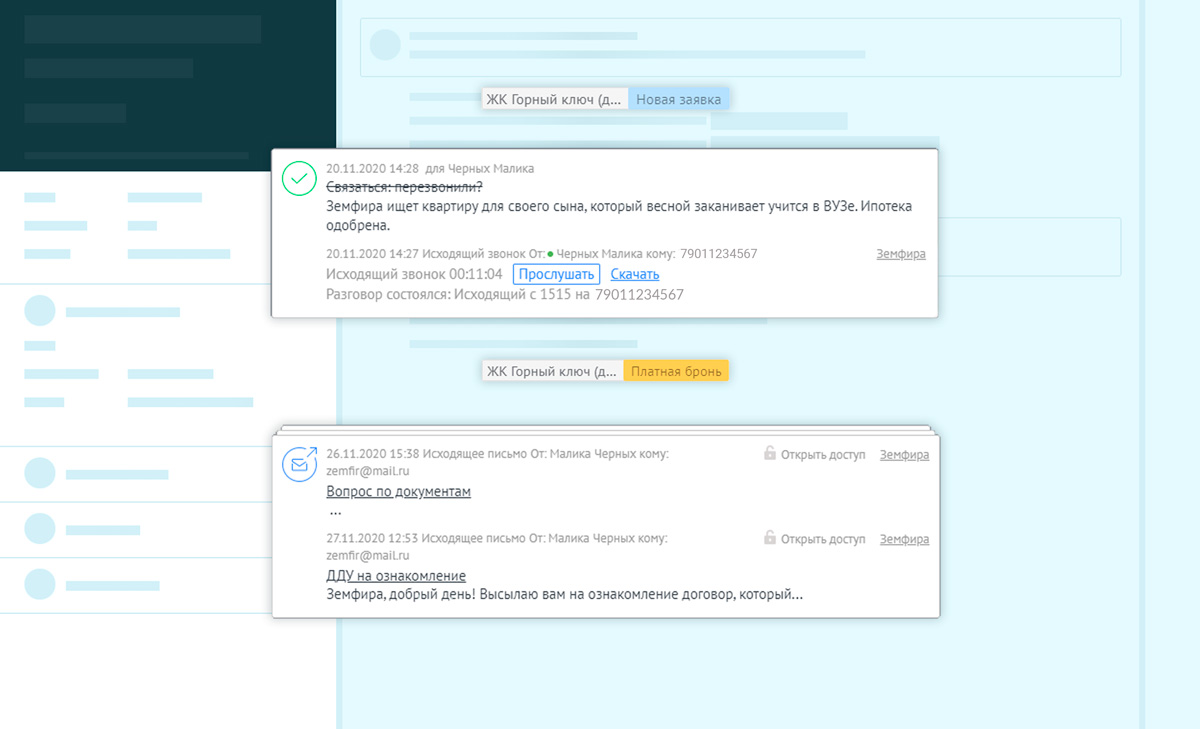 ЖК Горный ключ (д... Новая заявка
20.11.2020 14:28 для Черных Малика
Связаться: перезвонили?
Земфира ищет квартиру для своего сына, который весной заканивает учится в ВУЗе. Ипотека
одобрена.
20.11.2020 14:27 Исходящий звонок От: Черных Малика кому: 79011234567 Земфира
Исходящий звонок 00:11:04 Прослушать Скачать
Разговор состоялся: Исходящий с 1515 на 79011234567
ЖК Горный ключ (д... Платная бронь
26.11.2020 15:38 Исходящее письмо От: Малика Черных кому: Открыть доступ Земфира
zemfir@mail.ru
Вопрос по документам
...
27.11.2020 12:53 Исходящее письмо От: Малика Черных кому: Открыть доступ Земфира
zemfir@mail.ru
ДДУ на ознакомление
Земфира, добрый день! Высылаю вам на ознакомление договор, который...